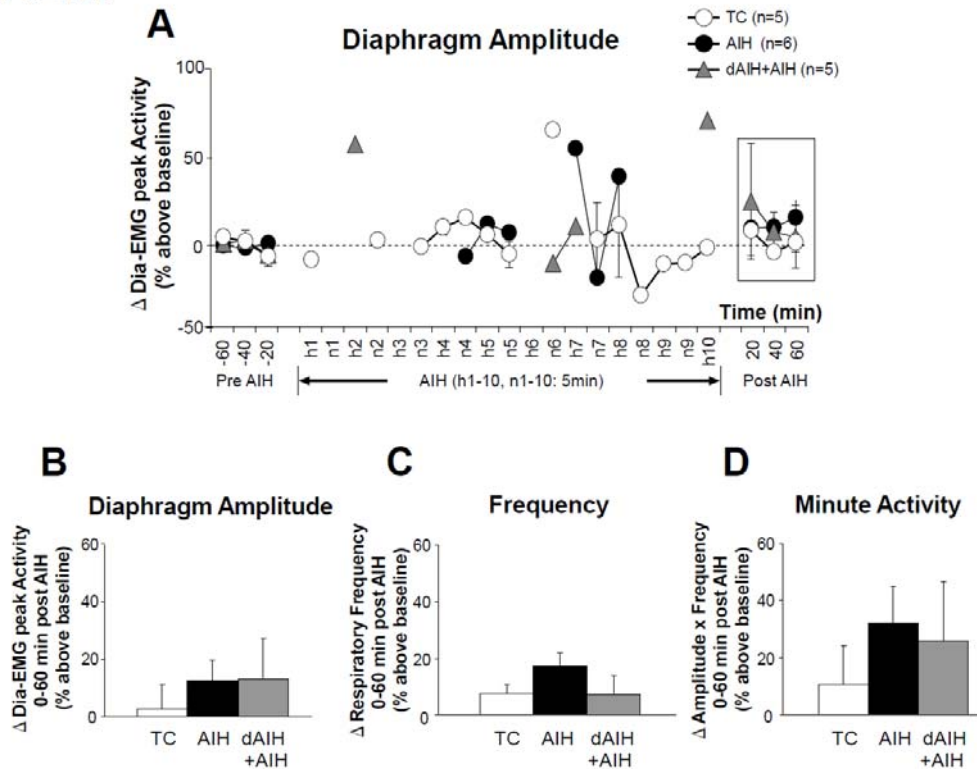 A
Diaphragm Amplitude
TC (n=5)
AIH (n=6)
dAIH+AIH (n=5)
Δ Dia-EMG peak Activity
(% above baseline)
100
50
0
-50
-60
-40
-20
h1
n1
h2
n2
h3
n3
h4
n4
h5
n5
h6
n6
h7
n7
h8
n8
h9
n9
h10
Time (min)
20
40
60
Pre AIH
AIH (h1-10, n1-10: 5min)
Post AIH
B
Diaphragm Amplitude
Δ Dia-EMG peak Activity
0-60 min post AIH
(% above baseline)
60
40
20
0
TC
AIH
dAIH
+AIH
C
Frequency
Δ Respiratory Frequency
0-60 min post AIH
(% above baseline)
60
40
20
0
TC
AIH
dAIH
+AIH
D
Minute Activity
Δ Amplitude x Frequency
0-60 min post AIH
(% above baseline)
60
40
20
0
TC
AIH
dAIH
+AIH